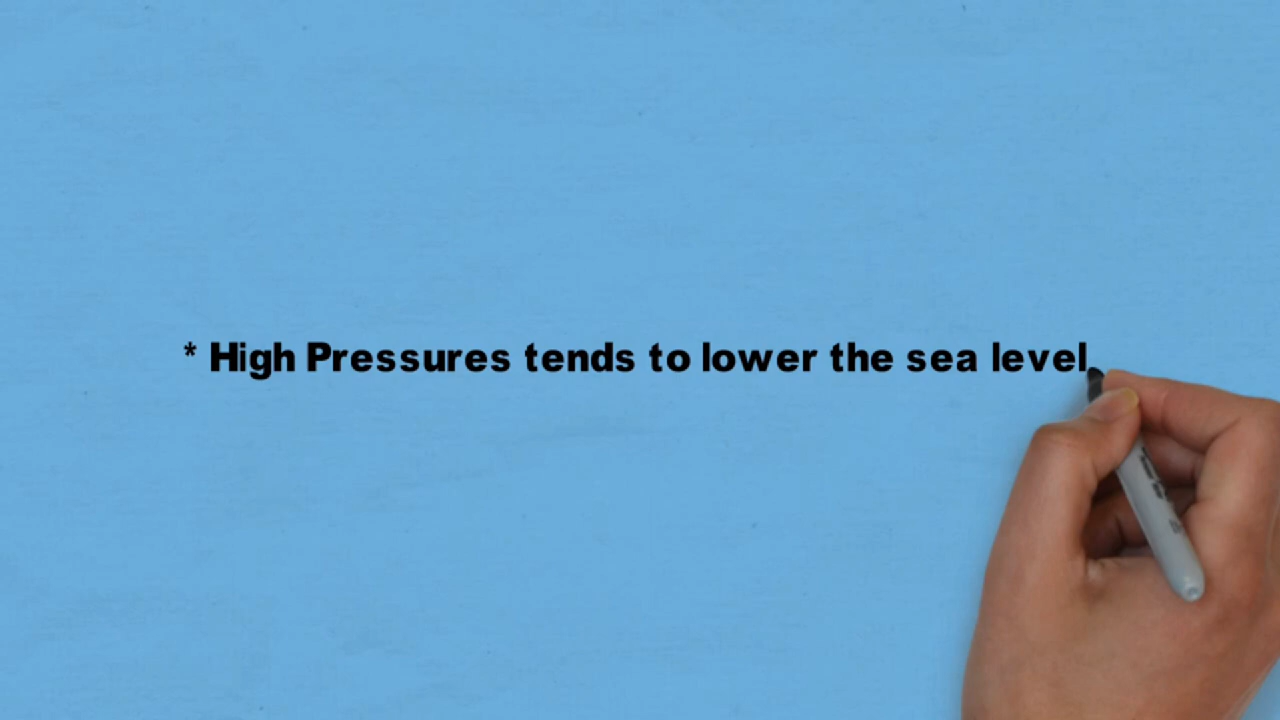 * High Pressures tends to lower the sea level.